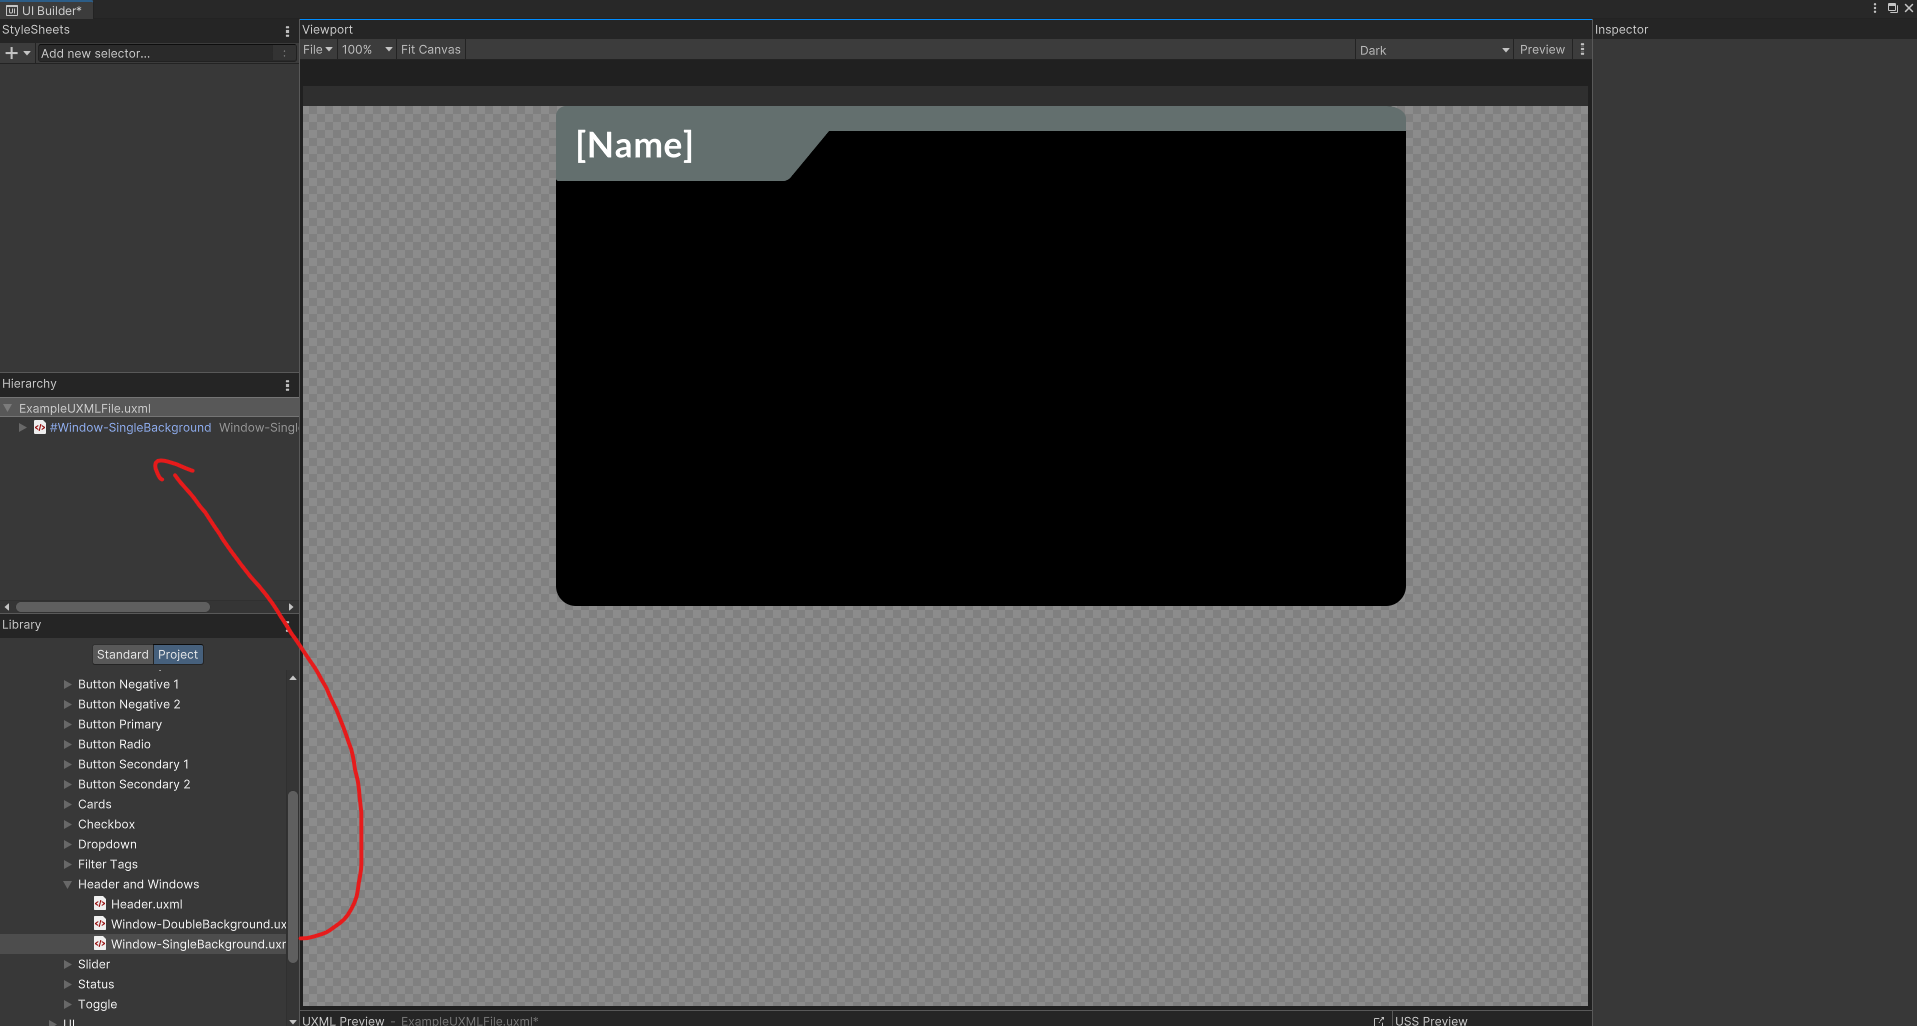 UI Builder*
StyleSheets
Add new selector...
Viewport
File
100%
Fit Canvas
Dark
Preview
Inspector
[Name]
Hierarchy
ExampleUXMLFile.uxml
#Window-SingleBackground Window-Singl
Library
Standard
Project
Button Negative 1
Button Negative 2
Button Primary
Button Radio
Button Secondary 1
Button Secondary 2
Cards
Checkbox
Dropdown
Filter Tags
Header and Windows
Header.uxml
Window-DoubleBackground.ux
Window-SingleBackground.uxr
Slider
Status
Toggle
UI
UXML Preview - ExampleUXMLFile.uxml*
USS Preview